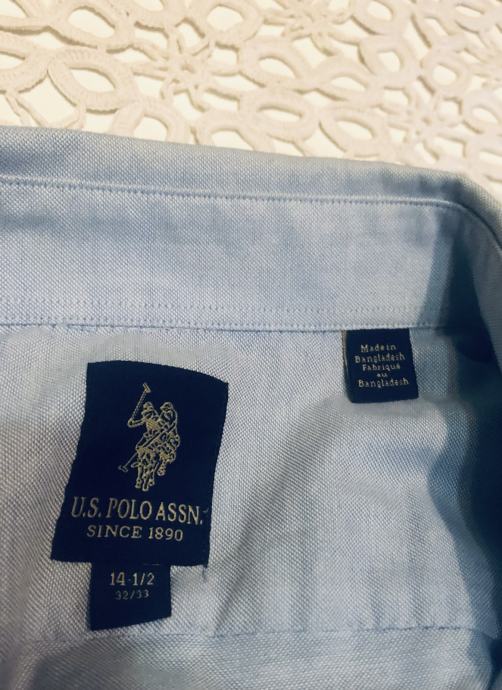 Made in
Bangladesh
Fabriqué
au
Bangladesh
U.S. POLO ASSN.
SINCE 1890
14-1/2
32/33